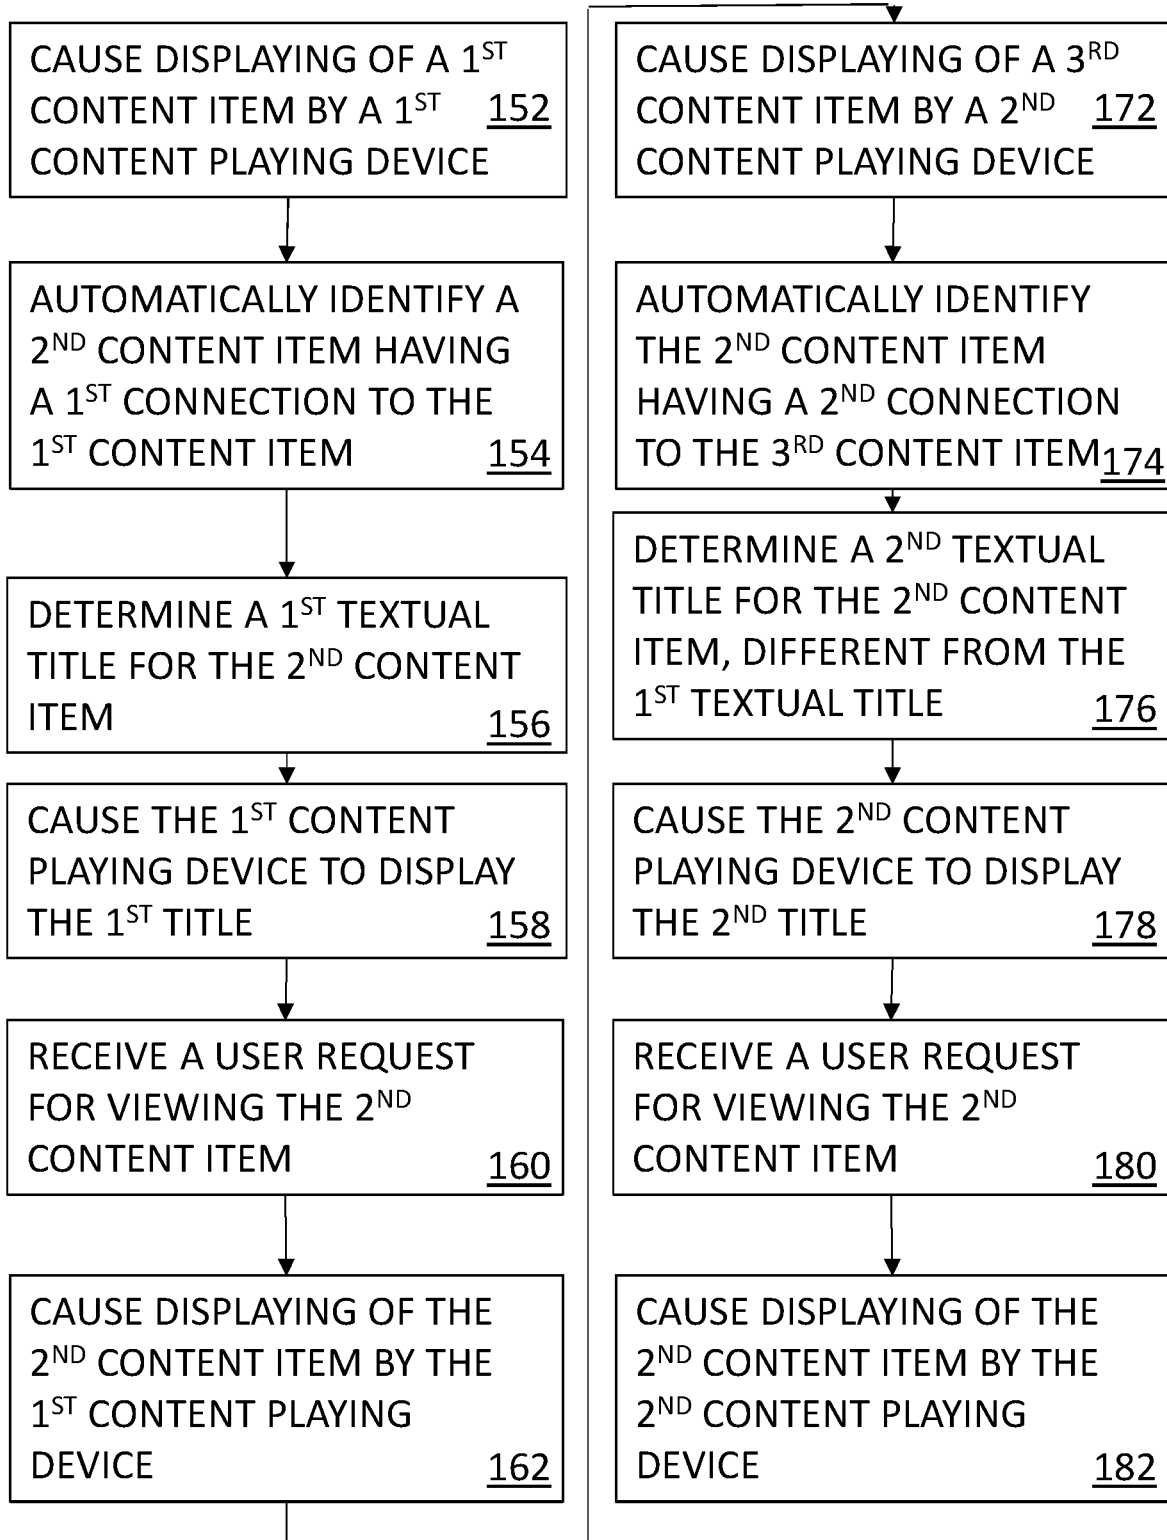 CAUSE DISPLAYING OF A 1ST
CONTENT ITEM BY A 1ST
CONTENT PLAYING DEVICE
152
AUTOMATICALLY IDENTIFY A
2ND CONTENT ITEM HAVING
A 1ST CONNECTION TO THE
1ST CONTENT ITEM
154
DETERMINE A 1ST TEXTUAL
TITLE FOR THE 2ND CONTENT
ITEM
156
CAUSE THE 1ST CONTENT
PLAYING DEVICE TO DISPLAY
THE 1ST TITLE
158
RECEIVE A USER REQUEST
FOR VIEWING THE 2ND
CONTENT ITEM
160
CAUSE DISPLAYING OF THE
2ND CONTENT ITEM BY THE
1ST CONTENT PLAYING
DEVICE
162
CAUSE DISPLAYING OF A 3RD
CONTENT ITEM BY A 2ND
CONTENT PLAYING DEVICE
172
AUTOMATICALLY IDENTIFY
THE 2ND CONTENT ITEM
HAVING A 2ND CONNECTION
TO THE 3RD CONTENT ITEM
174
DETERMINE A 2ND TEXTUAL
TITLE FOR THE 2ND CONTENT
ITEM, DIFFERENT FROM THE
1ST TEXTUAL TITLE
176
CAUSE THE 2ND CONTENT
PLAYING DEVICE TO DISPLAY
THE 2ND TITLE
178
RECEIVE A USER REQUEST
FOR VIEWING THE 2ND
CONTENT ITEM
180
CAUSE DISPLAYING OF THE
2ND CONTENT ITEM BY THE
2ND CONTENT PLAYING
DEVICE
182